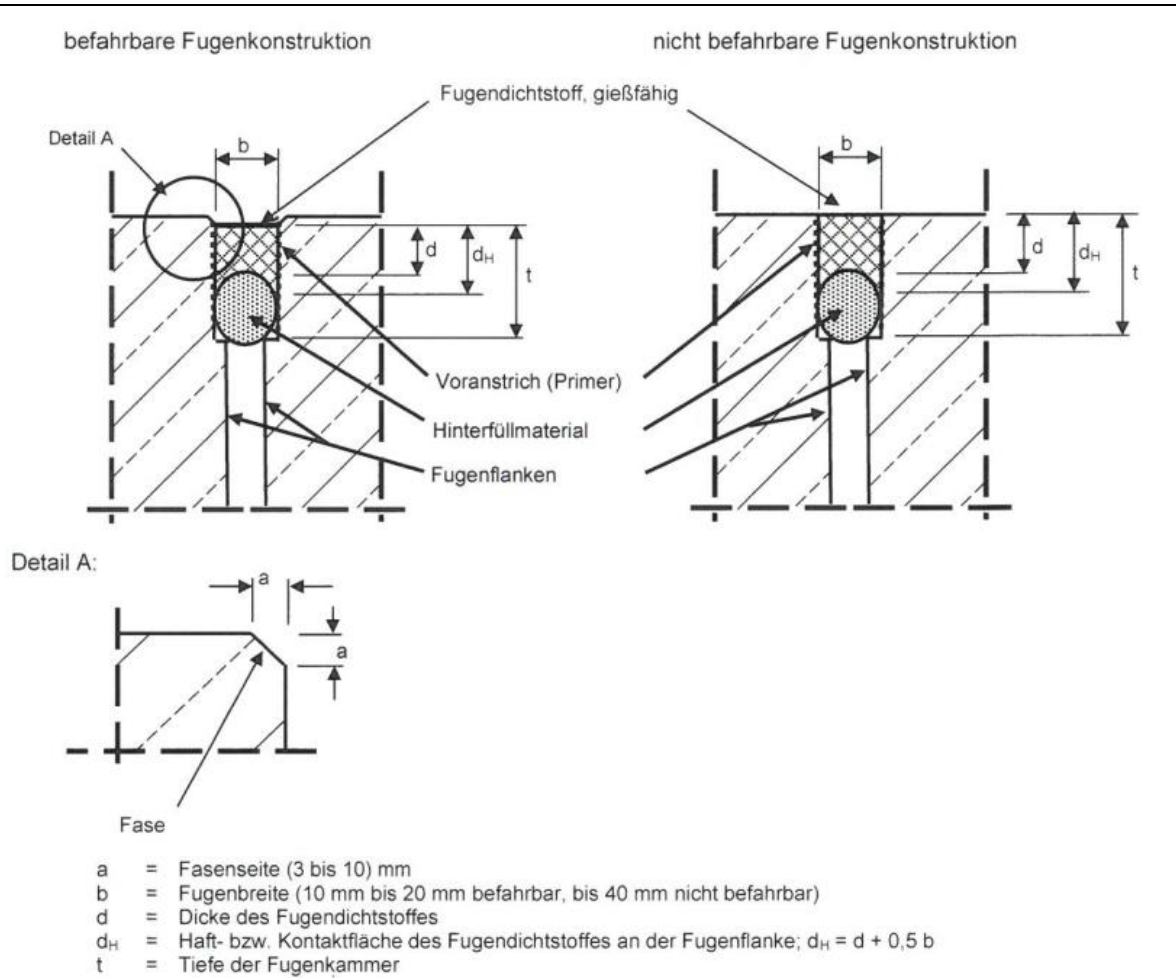 befahrbare Fugenkonstruktion
nicht befahrbare Fugenkonstruktion
Fugendichtstoff, gießfähig
Detail A
b
b
d
dH
t
d
dH
t
Voranstrich (Primer)
Hinterfüllmaterial
Fugenflanken
Detail A:
a
a
Fase
a = Fasenseite (3 bis 10) mm
b = Fugenbreite (10 mm bis 20 mm befahrbar, bis 40 mm nicht befahrbar)
d = Dicke des Fugendichtstoffes
dH = Haft- bzw. Kontaktfläche des Fugendichtstoffes an der Fugenflanke; dH = d + 0,5 b
t = Tiefe der Fugenkammer